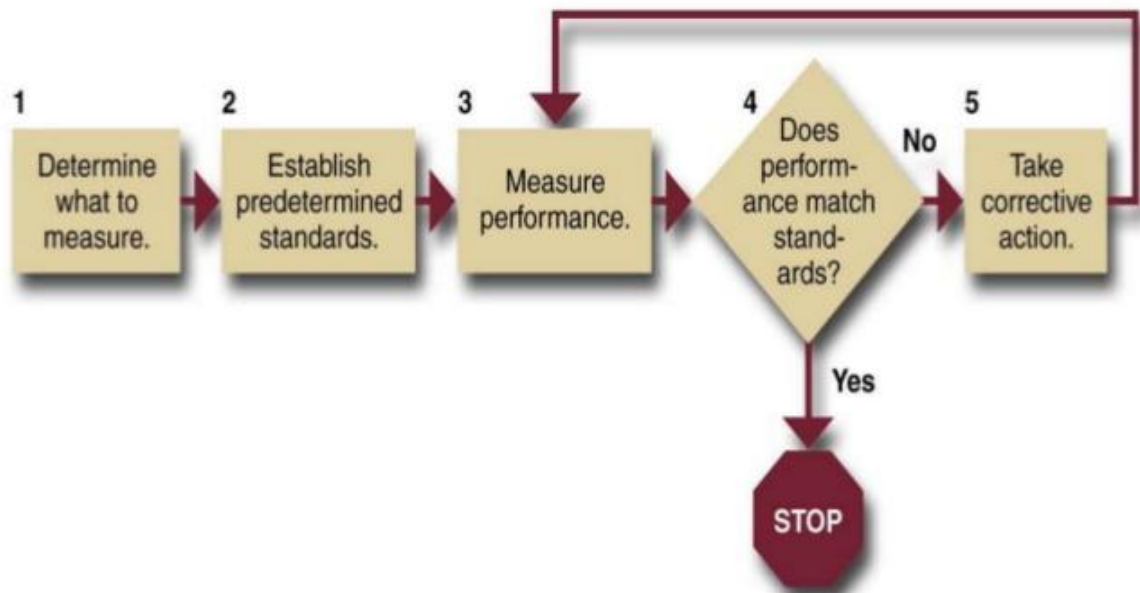 1
Determine
what to
measure.
2
Establish
predetermined
standards.
3
Measure
performance.
4
Does
perform-
ance match
stand-
ards?
No
5
Take
corrective
action.
Yes
STOP